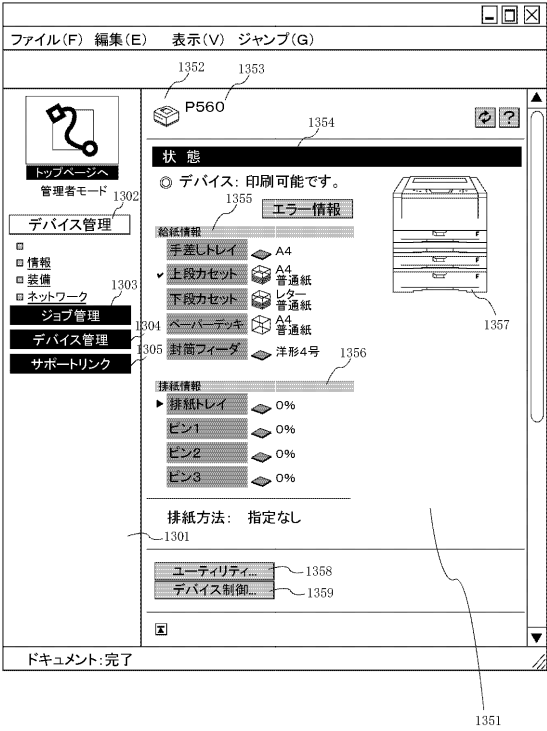 ファイル(F) 編集(E) 表示(V) ジャンプ(G)
1352
1353
P560
?
1354
状 態
トップページへ
管理者モード
1302
◎ デバイス: 印刷可能です。
デバイス管理
1355
エラー情報
給紙情報
手差しトレイ A4
情報
上段カセット A4
普通紙
装備
ネットワーク
下段カセット レター
普通紙
1303
ジョブ管理
ペーパーデッキ A4
普通紙
1357
1304
デバイス管理
封筒フィーダ 洋形4号
1305
サポートリンク
1356
排紙情報
排紙トレイ 0%
ビン1 0%
ビン2 0%
ビン3 0%
排紙方法: 指定なし
1301
ユーティリティ... 1358
デバイス制御... 1359
ドキュメント:完了
1351